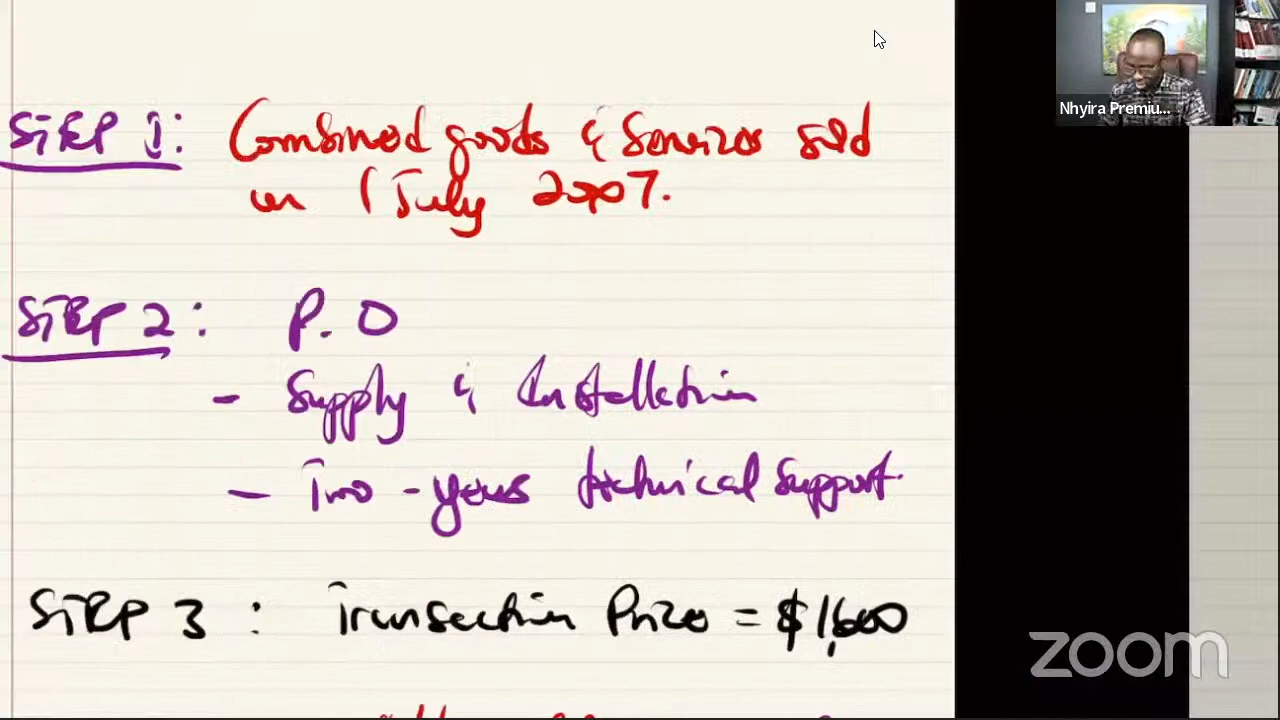 Nhyira Premiu...
STEP 1: Combined goods & Services sold
on 1 July 2007.
STEP 2: P.O
- Supply & Installation
- Two-years technical support
STEP 3: Transaction Price = $1,600
zoom